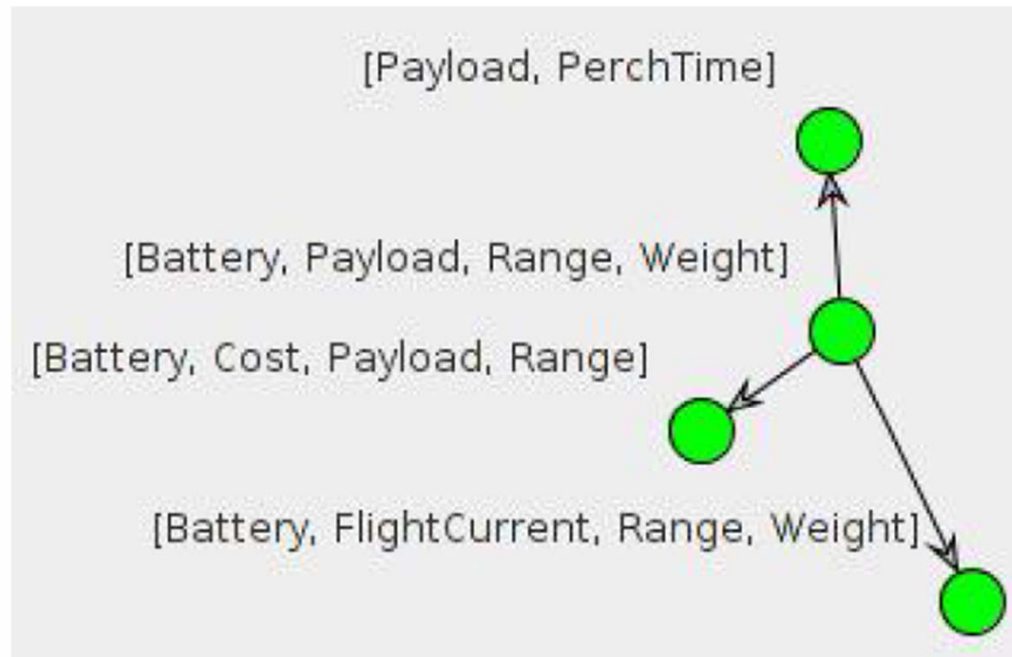 [Payload, PerchTime]
[Battery, Payload, Range, Weight]
[Battery, Cost, Payload, Range]
[Battery, FlightCurrent, Range, Weight]